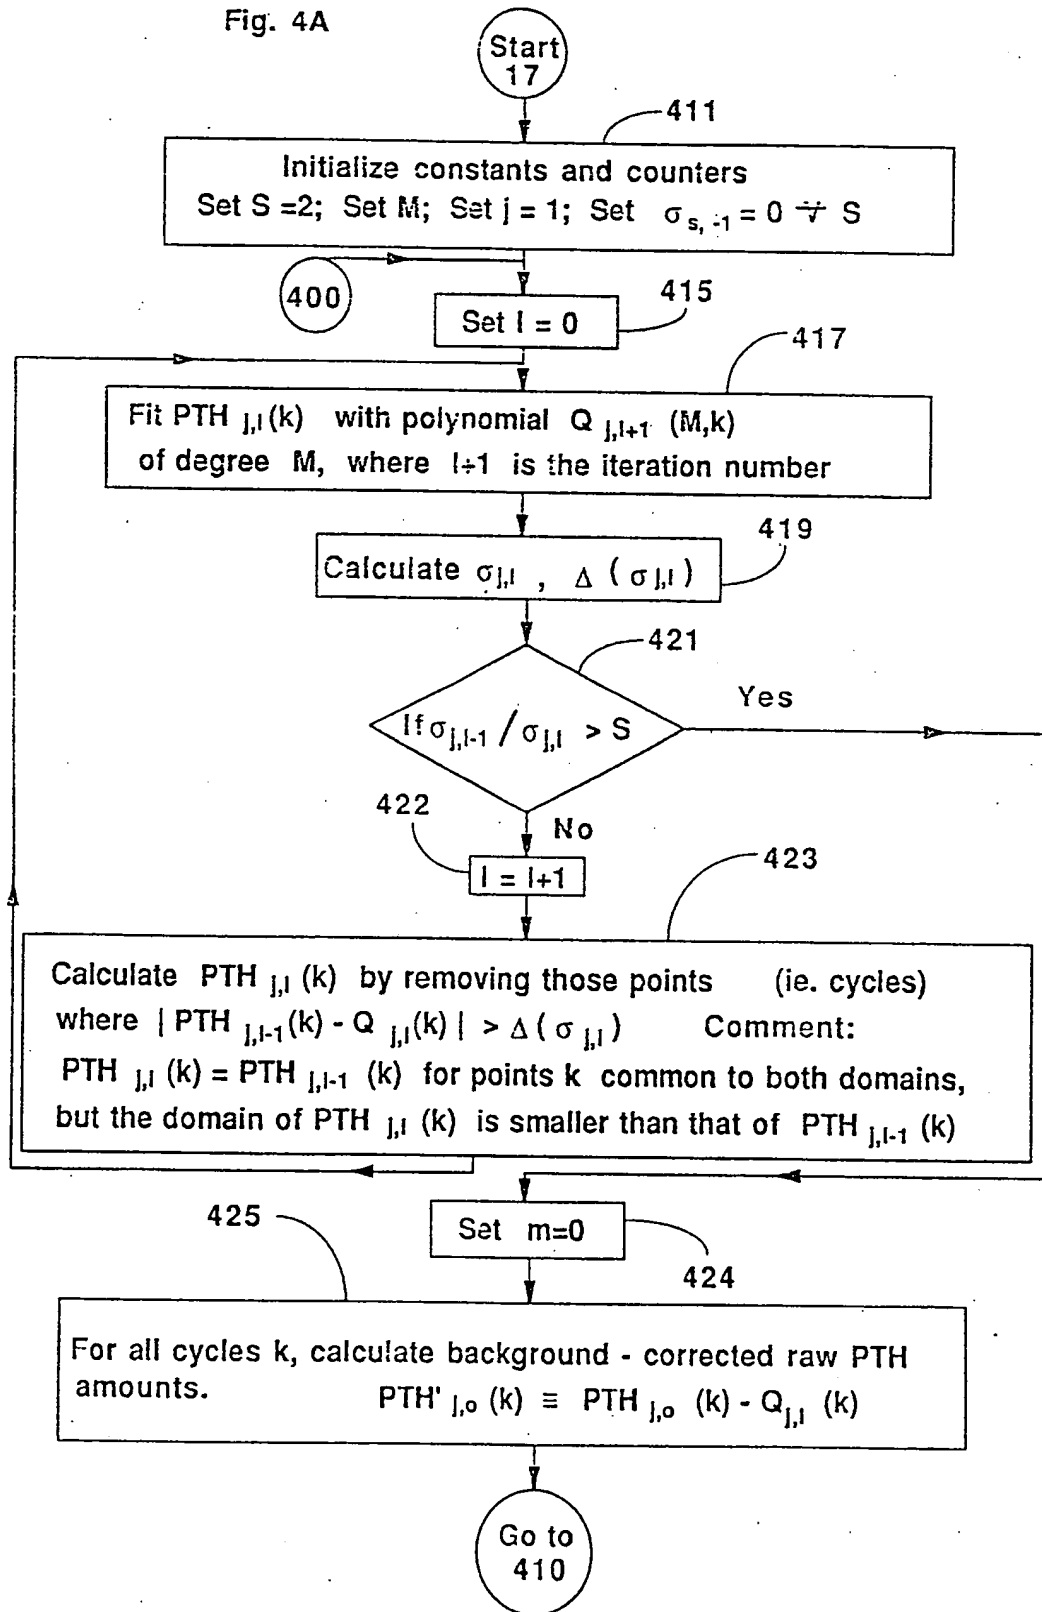 Fig. 4A
Start
17
411
Initialize constants and counters
Set S =2; Set M; Set j = 1; Set σ s, -1 = 0 ∀ S
400
415
Set l = 0
417
Fit PTH j,l (k) with polynomial Q j,l+1 (M,k)
of degree M, where l+1 is the iteration number
419
Calculate σ j,l , Δ ( σ j,l )
421
Yes
If σ j,l-1 / σ j,l > S
422
No
l = l+1
423
Calculate PTH j,l (k) by removing those points (ie. cycles)
where | PTH j,l-1 (k) - Q j,l (k) | > Δ ( σ j,l ) Comment:
PTH j,l (k) = PTH j,l-1 (k) for points k common to both domains,
but the domain of PTH j,l (k) is smaller than that of PTH j,l-1 (k)
425
Set m=0
424
For all cycles k, calculate background - corrected raw PTH
amounts. PTH' j,o (k) ≡ PTH j,o (k) - Q j,l (k)
Go to
410